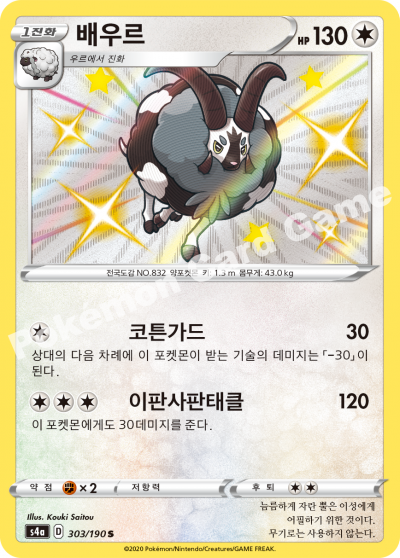 1진화 배우르 HP 130
우르에서 진화
전국도감 NO.832 양포켓몬 키: 1.3 m 몸무게: 43.0 kg
Pokémon Card Game
코튼가드 30
상대의 다음 차례에 이 포켓몬이 받는 기술의 데미지는 「-30」이
된다.
이판사판태클 120
이 포켓몬에게도 30데미지를 준다.
약점 ×2 저항력 후퇴
Illus. Kouki Saitou
s4a D 303/190 S
늠름하게 자란 뿔은 이성에게
어필하기 위한 것이다.
무기로는 사용하지 않는다.
©2020 Pokémon/Nintendo/Creatures/GAME FREAK.